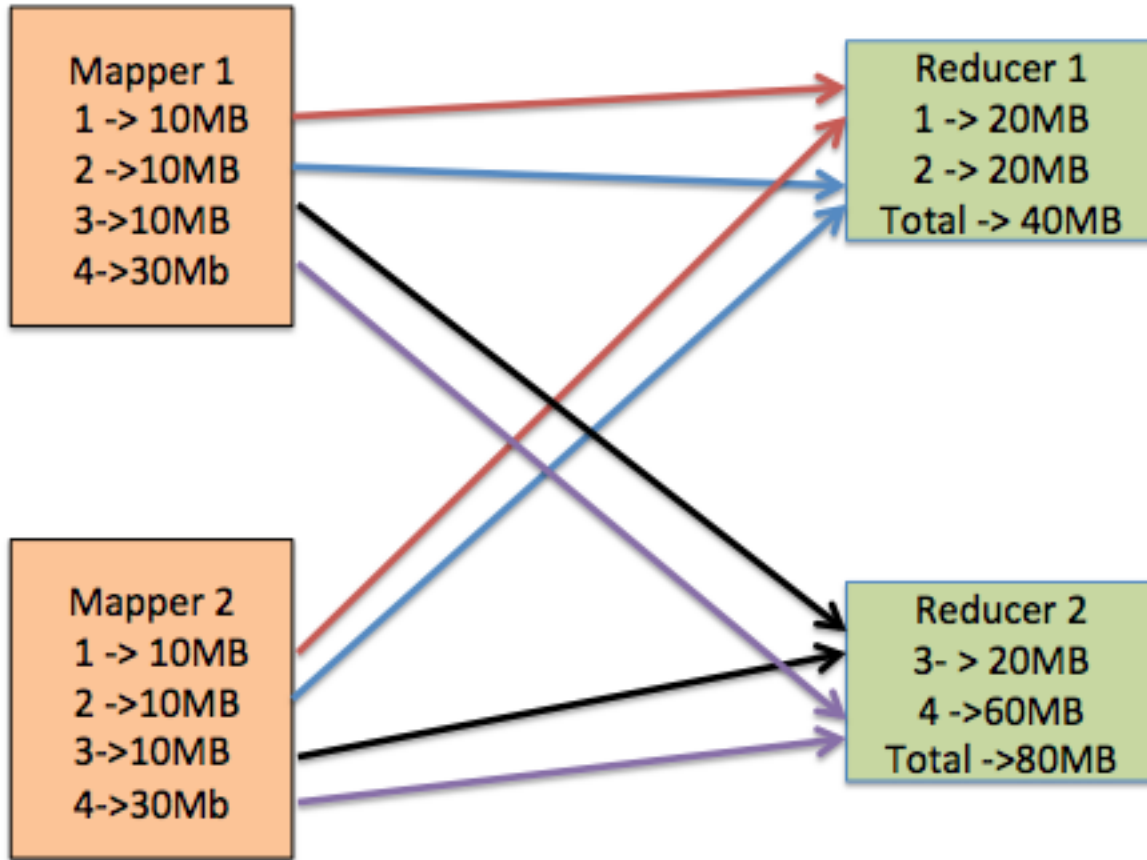 Mapper 1
1 -> 10MB
2 ->10MB
3->10MB
4->30Mb
Reducer 1
1 -> 20MB
2 -> 20MB
Total -> 40MB
Mapper 2
1 -> 10MB
2 ->10MB
3->10MB
4->30Mb
Reducer 2
3- > 20MB
4 ->60MB
Total ->80MB